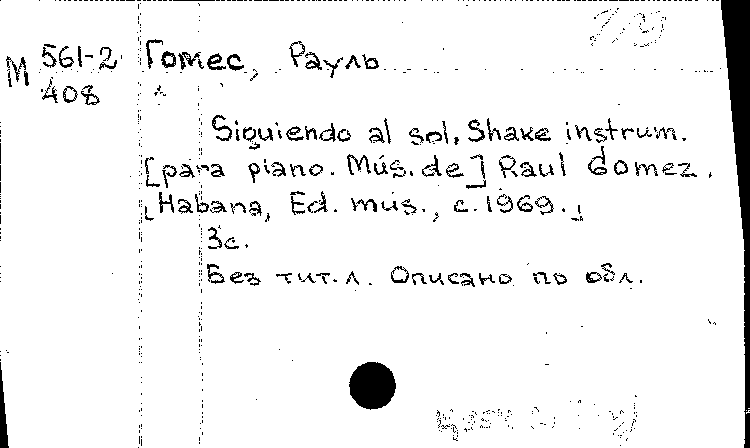 М 561-2 Гомес, Рауль
408
Siguiendo al sol. Shake instrum.
[para piano. Mús. de] Raul Gomez.
[Habana, Ed. mús., c. 1969.]
3с.
Без тит. л. Описано по обл.